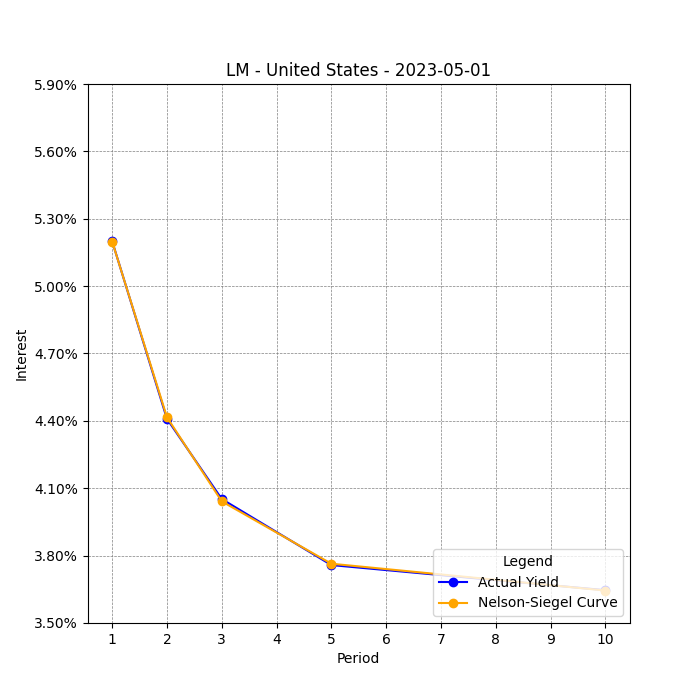 LM - United States - 2023-05-01
5.90%
5.60%
5.30%
5.00%
4.70%
4.40%
4.10%
3.80%
3.50%
Interest
1 2 3 4 5 6 7 8 9 10
Period
Legend
Actual Yield
Nelson-Siegel Curve